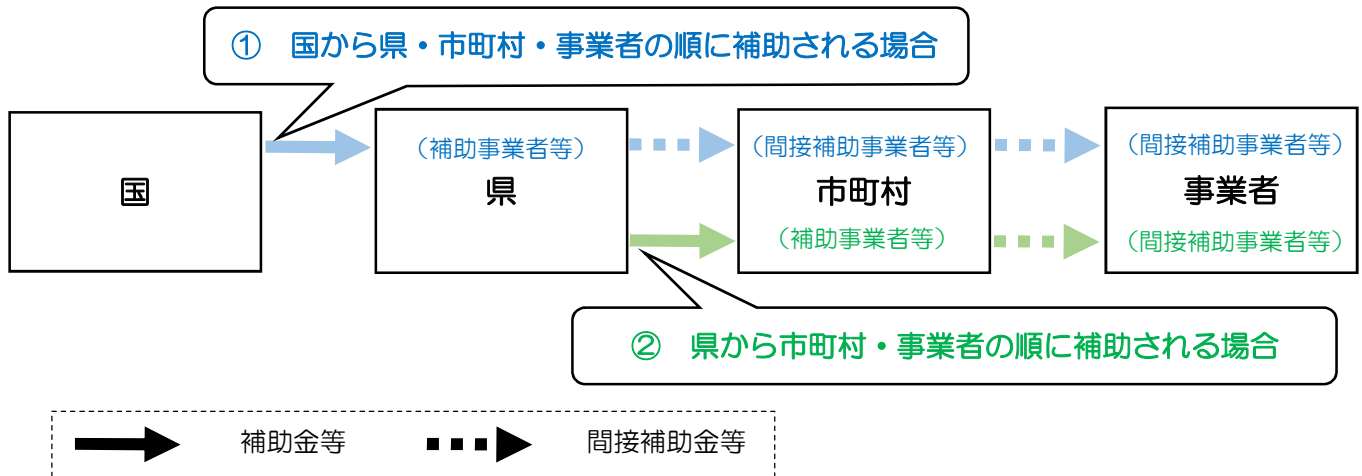 ① 国から県・市町村・事業者の順に補助される場合
国
（補助事業者等）
県
（間接補助事業者等）
市町村
（補助事業者等）
（間接補助事業者等）
事業者
（間接補助事業者等）
② 県から市町村・事業者の順に補助される場合
補助金等 間接補助金等